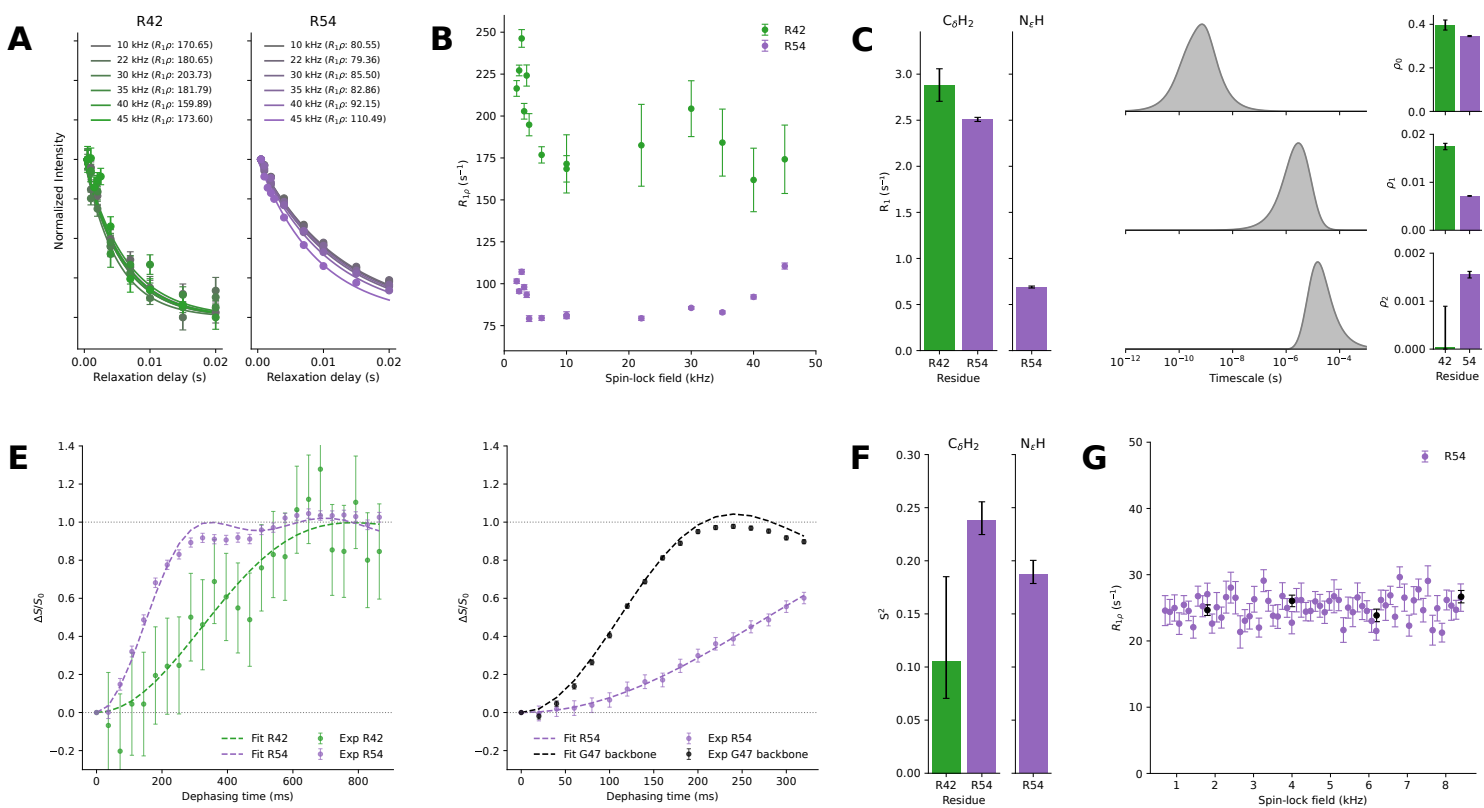 A
R42
R54
10 kHz (R1ρ: 170.65)
22 kHz (R1ρ: 180.65)
30 kHz (R1ρ: 203.73)
35 kHz (R1ρ: 181.79)
40 kHz (R1ρ: 159.89)
45 kHz (R1ρ: 173.60)
10 kHz (R1ρ: 80.55)
22 kHz (R1ρ: 79.36)
30 kHz (R1ρ: 85.50)
35 kHz (R1ρ: 82.86)
40 kHz (R1ρ: 92.15)
45 kHz (R1ρ: 110.49)
Normalized Intensity
0.00 0.01 0.02
Relaxation delay (s)
0.00 0.01 0.02
Relaxation delay (s)
B
R42
R54
250
225
200
175
150
125
100
75
R1ρ (s⁻¹)
0 10 20 30 40 50
Spin-lock field (kHz)
C
CδH2
NεH
3.0
2.5
2.0
1.5
1.0
0.5
0.0
R1 (s⁻¹)
R42 R54
R54
Residue
10⁻¹² 10⁻¹⁰ 10⁻⁸ 10⁻⁶ 10⁻⁴
Timescale (s)
0.4
0.2
0.0
ρ0
0.02
0.01
0.00
ρ1
0.002
0.001
0.000
ρ2
42 54
Residue
E
1.4
1.2
1.0
0.8
0.6
0.4
0.2
0.0
−0.2
ΔS/S0
Fit R42
Fit R54
Exp R42
Exp R54
0 200 400 600 800
Dephasing time (ms)
1.4
1.2
1.0
0.8
0.6
0.4
0.2
0.0
−0.2
ΔS/S0
Fit R54
Fit G47 backbone
Exp R54
Exp G47 backbone
0 50 100 150 200 250 300
Dephasing time (ms)
F
CδH2
NεH
0.30
0.25
0.20
0.15
0.10
0.05
0.00
S²
R42 R54
R54
Residue
G
R54
50
40
30
20
10
0
R1ρ (s⁻¹)
1 2 3 4 5 6 7 8
Spin-lock field (kHz)